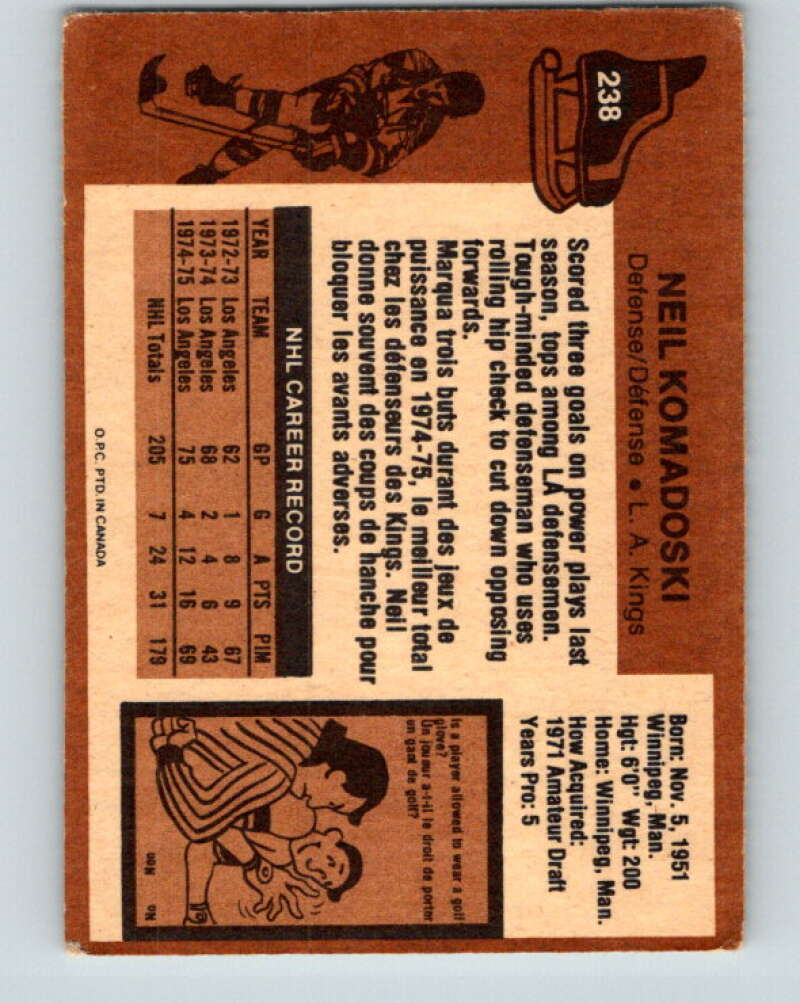 238
NEIL KOMADOSKI
Defense/Défense • L. A. Kings
Born: Nov. 5, 1951
Winnipeg, Man.
Hgt: 6'0" Wgt: 200
Home: Winnipeg, Man.
How Acquired:
1971 Amateur Draft
Years Pro: 5
Scored three goals on power plays last
season, tops among LA defensemen.
Tough-minded defenseman who uses
rolling hip check to cut down opposing
forwards.
Marqua trois buts durant des jeux de
puissance en 1974-75, le meilleur total
chez les défenseurs des Kings. Neil
donne souvent des coups de hanche pour
bloquer les avants adverses.
NHL CAREER RECORD
YEAR TEAM GP G A PTS PIM
1972-73 Los Angeles 62 1 8 9 67
1973-74 Los Angeles 68 2 4 6 43
1974-75 Los Angeles 75 4 12 16 69
NHL Totals 205 7 24 31 179
Is a player allowed to wear a golf
glove?
Un joueur a-t-il le droit de porter
un gant de golf?
No
Non
O.P.C. PTD. IN CANADA